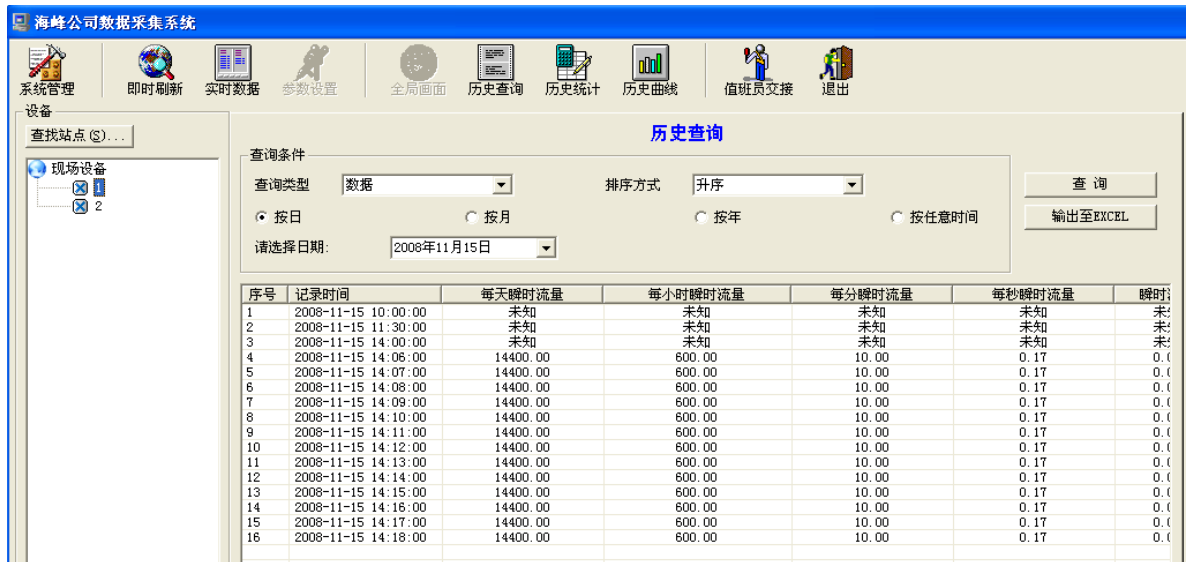 海峰公司数据采集系统
系统管理 即时刷新 实时数据 参数设置 全局画面 历史查询 历史统计 历史曲线 值班员交接 退出
设备
查找站点(S)...
现场设备
1
2
历史查询
查询条件
查询类型 数据 排序方式 升序 查 询
按日 按月 按年 按任意时间 输出至EXCEL
请选择日期: 2008年11月15日
序号 记录时间 每天瞬时流量 每小时瞬时流量 每分瞬时流量 每秒瞬时流量 瞬时
1 2008-11-15 10:00:00 未知 未知 未知 未知
2 2008-11-15 11:30:00 未知 未知 未知 未知
3 2008-11-15 14:00:00 未知 未知 未知 未知
4 2008-11-15 14:06:00 14400.00 600.00 10.00 0.17 0.
5 2008-11-15 14:07:00 14400.00 600.00 10.00 0.17 0.
6 2008-11-15 14:08:00 14400.00 600.00 10.00 0.17 0.
7 2008-11-15 14:09:00 14400.00 600.00 10.00 0.17 0.
8 2008-11-15 14:10:00 14400.00 600.00 10.00 0.17 0.
9 2008-11-15 14:11:00 14400.00 600.00 10.00 0.17 0.
10 2008-11-15 14:12:00 14400.00 600.00 10.00 0.17 0.
11 2008-11-15 14:13:00 14400.00 600.00 10.00 0.17 0.
12 2008-11-15 14:14:00 14400.00 600.00 10.00 0.17 0.
13 2008-11-15 14:15:00 14400.00 600.00 10.00 0.17 0.
14 2008-11-15 14:16:00 14400.00 600.00 10.00 0.17 0.
15 2008-11-15 14:17:00 14400.00 600.00 10.00 0.17 0.
16 2008-11-15 14:18:00 14400.00 600.00 10.00 0.17 0.